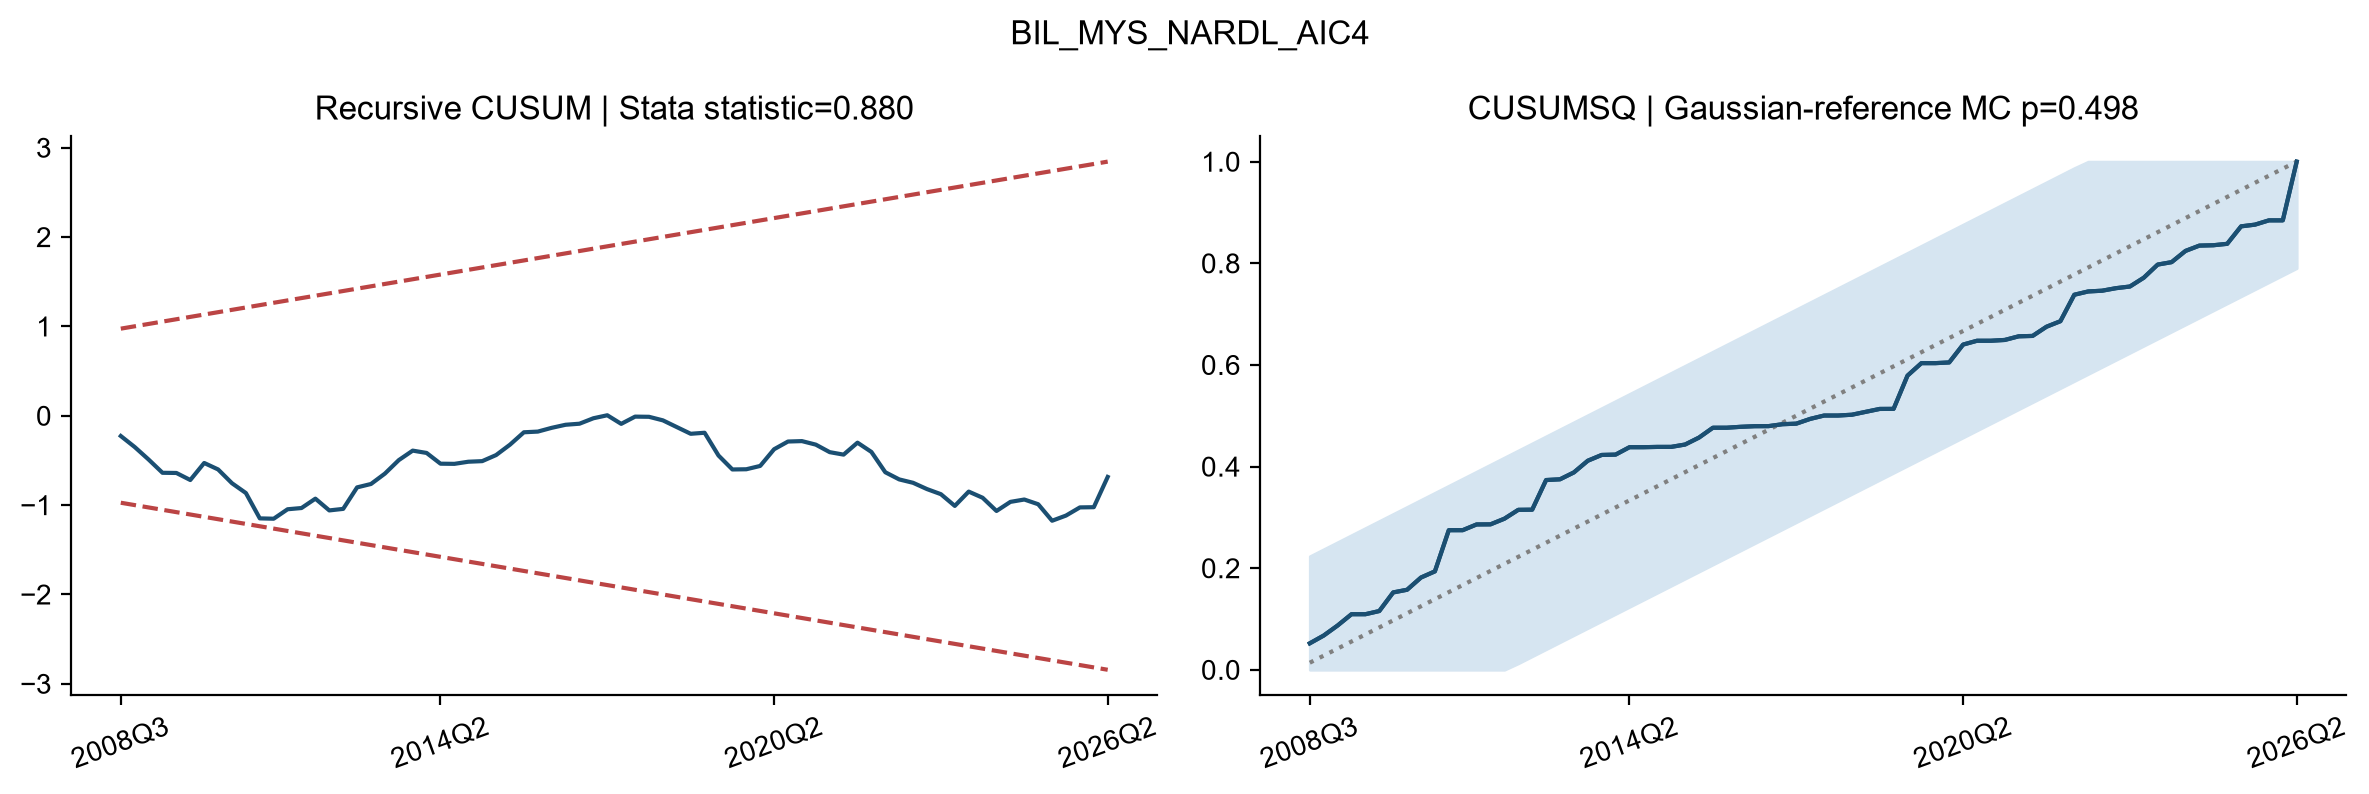 BIL_MYS_NARDL_AIC4
Recursive CUSUM | Stata statistic=0.880
3
2
1
0
−1
−2
−3
2008Q3
2014Q2
2020Q2
2026Q2
CUSUMSQ | Gaussian-reference MC p=0.498
1.0
0.8
0.6
0.4
0.2
0.0
2008Q3
2014Q2
2020Q2
2026Q2